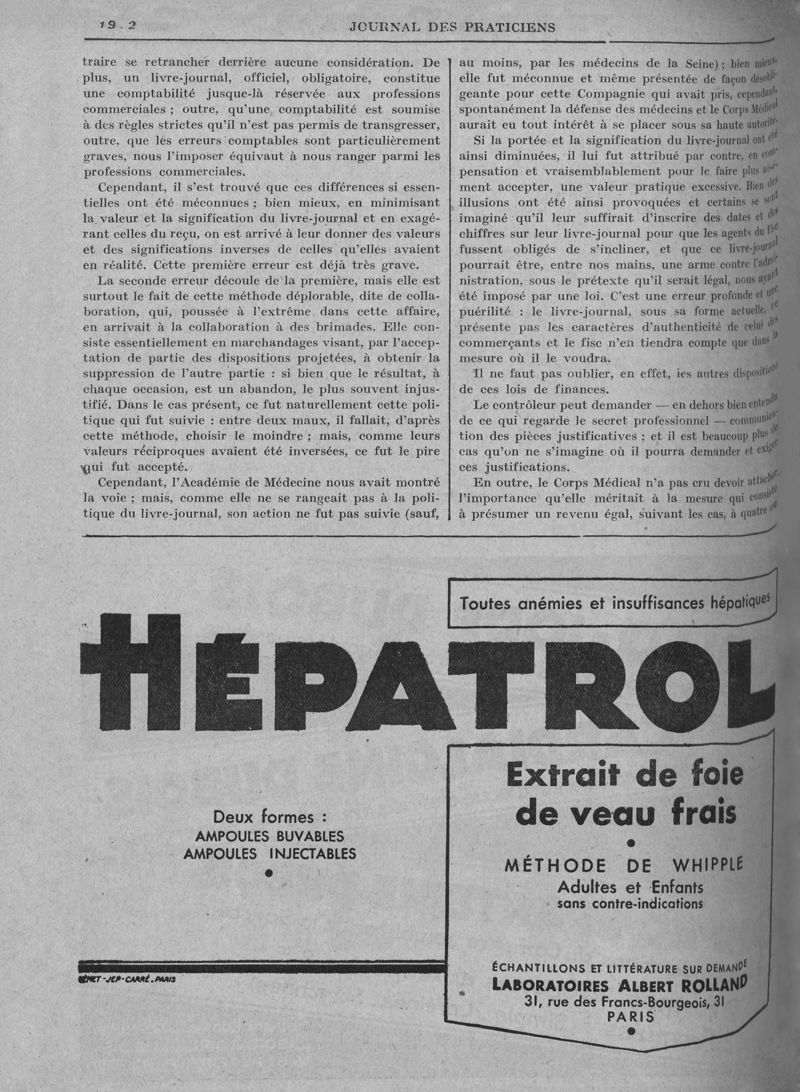 19-2
JOURNAL DES PRATICIENS
traire se retrancher derrière aucune considération. De
plus, un livre-journal, officiel, obligatoire, constitue
une comptabilité jusque-là réservée aux professions
commerciales ; outre, qu'une comptabilité est soumise
à des règles strictes qu'il n'est pas permis de transgresser,
outre, que les erreurs comptables sont particulièrement
graves, nous l'imposer équivaut à nous ranger parmi les
professions commerciales.
Cependant, il s'est trouvé que ces différences si essen-
tielles ont été méconnues ; bien mieux, en minimisant
la valeur et la signification du livre-journal et en exagé-
rant celles du reçu, on est arrivé à leur donner des valeurs
et des significations inverses de celles qu'elles avaient
en réalité. Cette première erreur est déjà très grave.
La seconde erreur découle de la première, mais elle est
surtout le fait de cette méthode déplorable, dite de colla-
boration, qui, poussée à l'extrême dans cette affaire,
en arrivait à la collaboration à des brimades. Elle con-
siste essentiellement en marchandages visant, par l'accep-
tation de partie des dispositions projetées, à obtenir la
suppression de l'autre partie : si bien que le résultat, à
chaque occasion, est un abandon, le plus souvent injus-
tifié. Dans le cas présent, ce fut naturellement cette poli-
tique qui fut suivie : entre deux maux, il fallait, d'après
cette méthode, choisir le moindre ; mais, comme leurs
valeurs réciproques avaient été inversées, ce fut le pire
qui fut accepté.
Cependant, l'Académie de Médecine nous avait montré
la voie ; mais, comme elle ne se rangeait pas à la poli-
tique du livre-journal, son action ne fut pas suivie (sauf,
au moins, par les médecins de la Seine) ; bien mieux,
elle fut méconnue et même présentée de façon désobli-
geante pour cette Compagnie qui avait pris, cependant,
spontanément la défense des médecins et le Corps Médical
aurait eu tout intérêt à se placer sous sa haute autorité.
Si la portée et la signification du livre-journal ont été
ainsi diminuées, il lui fut attribué par contre, en com-
pensation et vraisemblablement pour le faire plus aisé-
ment accepter, une valeur pratique excessive. Bien des
illusions ont été ainsi provoquées et certains se sont
imaginé qu'il leur suffirait d'inscrire des dates et des
chiffres sur leur livre-journal pour que les agents du fisc
fussent obligés de s'incliner, et que ce livre-journal
pourrait être, entre nos mains, une arme contre l'admi-
nistration, sous le prétexte qu'il serait légal, nous ayant
été imposé par une loi. C'est une erreur profonde et une
puérilité : le livre-journal, sous sa forme actuelle, ne
présente pas les caractères d'authenticité de celui des
commerçants et le fisc n'en tiendra compte que dans la
mesure où il le voudra.
Il ne faut pas oublier, en effet, les autres dispositions
de ces lois de finances.
Le contrôleur peut demander — en dehors bien entendu
de ce qui regarde le secret professionnel — communica-
tion des pièces justificatives ; et il est beaucoup plus de
cas qu'on ne s'imagine où il pourra demander et exiger
ces justifications.
En outre, le Corps Médical n'a pas cru devoir attacher
l'importance qu'elle méritait à la mesure qui consiste
à présumer un revenu égal, suivant les cas, à quatre ou
Toutes anémies et insuffisances hépatiques
HÉPATROL
Extrait de foie
de veau frais
Deux formes :
AMPOULES BUVABLES
AMPOULES INJECTABLES
MÉTHODE DE WHIPPLE
Adultes et Enfants
sans contre-indications
ÉCHANTILLONS ET LITTÉRATURE SUR DEMANDE
LABORATOIRES ALBERT ROLLAND
31, rue des Francs-Bourgeois, 31
PARIS
-JEP-CARRÉ.PARIS